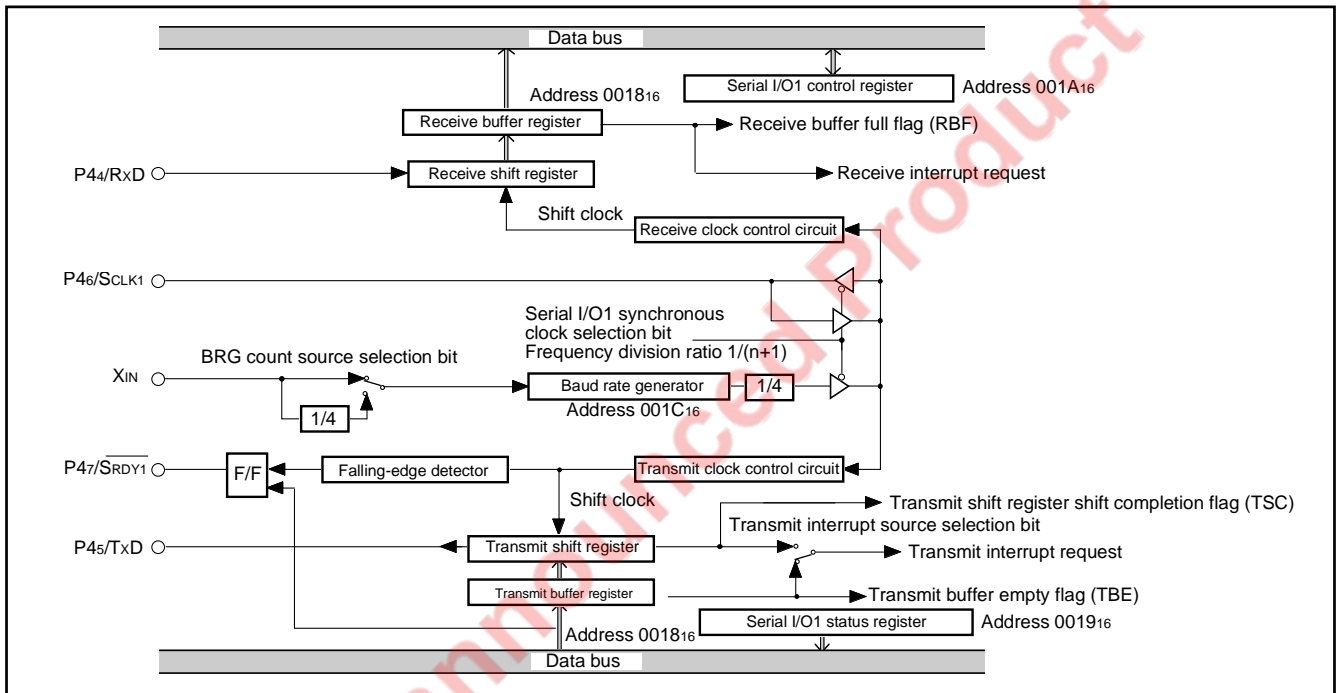 Data bus
Serial I/O1 control register
Address 001A16
Address 001816
Receive buffer register
Receive buffer full flag (RBF)
P44/RxD
Receive shift register
Receive interrupt request
Shift clock
Receive clock control circuit
P46/SCLK1
Serial I/O1 synchronous
clock selection bit
Frequency division ratio 1/(n+1)
BRG count source selection bit
XIN
Baud rate generator
1/4
Address 001C16
1/4
P47/SRDY1
F/F
Falling-edge detector
Transmit clock control circuit
Shift clock
Transmit shift register shift completion flag (TSC)
Transmit interrupt source selection bit
P45/TxD
Transmit shift register
Transmit interrupt request
Transmit buffer register
Transmit buffer empty flag (TBE)
Address 001816
Serial I/O1 status register
Address 001916
Data bus
nnounced Product